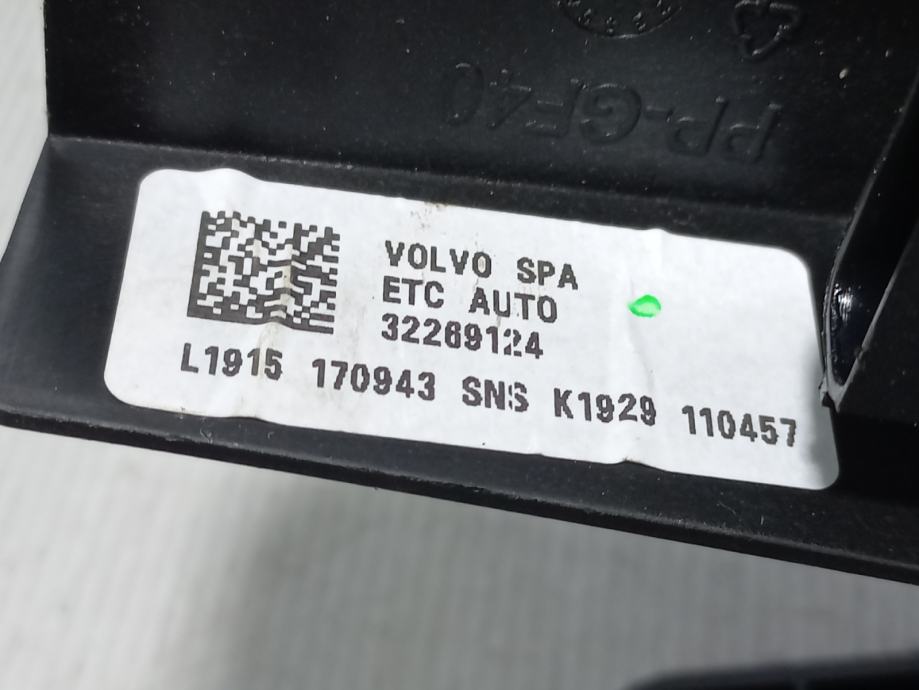 PP-GF40
VOLVO SPA
ETC AUTO
32269124
L1915 170943 SNS K1929 110457